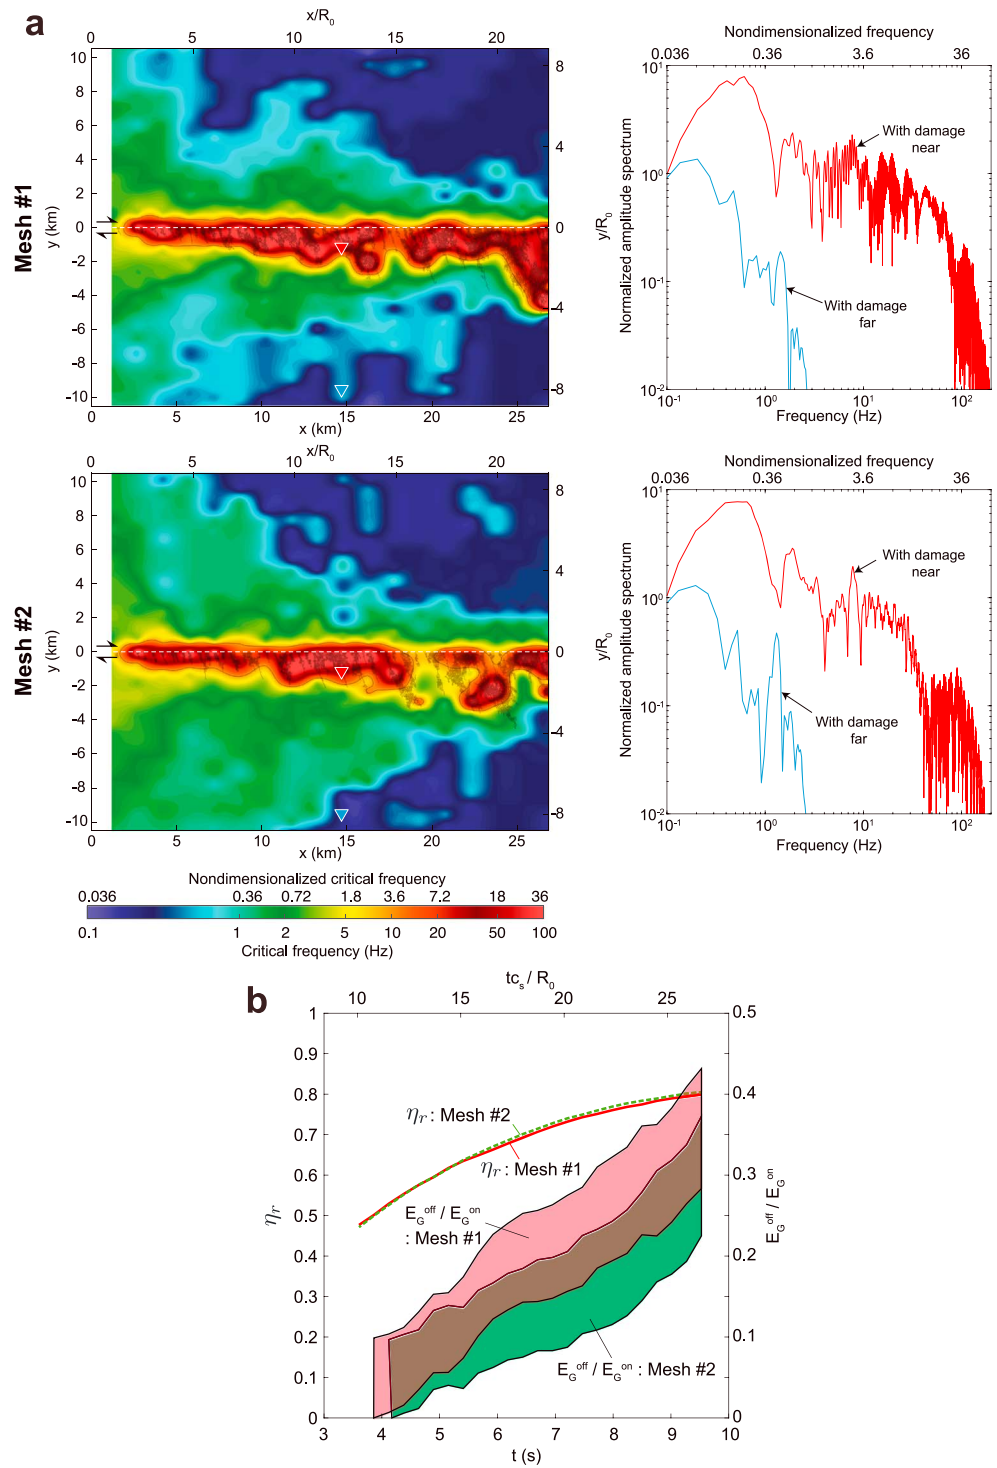 a
x/R0
0 5 10 15 20
Mesh #1
y (km)
10
8
6
4
2
0
-2
-4
-6
-8
-10
8
4
0
-4
-8
y/R0
0 5 10 15 20 25
x (km)
Nondimensionalized frequency
0.036 0.36 3.6 36
Normalized amplitude spectrum
10^1
10^0
10^-1
10^-2
With damage
near
With damage
far
10^-1 10^0 10^1 10^2
Frequency (Hz)
x/R0
0 5 10 15 20
Mesh #2
y (km)
10
8
6
4
2
0
-2
-4
-6
-8
-10
8
4
0
-4
-8
y/R0
0 5 10 15 20 25
x (km)
Nondimensionalized frequency
0.036 0.36 3.6 36
Normalized amplitude spectrum
10^1
10^0
10^-1
10^-2
With damage
near
With damage
far
10^-1 10^0 10^1 10^2
Frequency (Hz)
Nondimensionalized critical frequency
0.036 0.36 0.72 1.8 3.6 7.2 18 36
0.1 1 2 5 10 20 50 100
Critical frequency (Hz)
b
tcs / R0
10 15 20 25
ηr
1
0.9
0.8
0.7
0.6
0.5
0.4
0.3
0.2
0.1
0
0.5
0.4
0.3
0.2
0.1
0
EG^off / EG^on
ηr : Mesh #2
ηr : Mesh #1
EG^off / EG^on
: Mesh #1
EG^off / EG^on : Mesh #2
3 4 5 6 7 8 9 10
t (s)